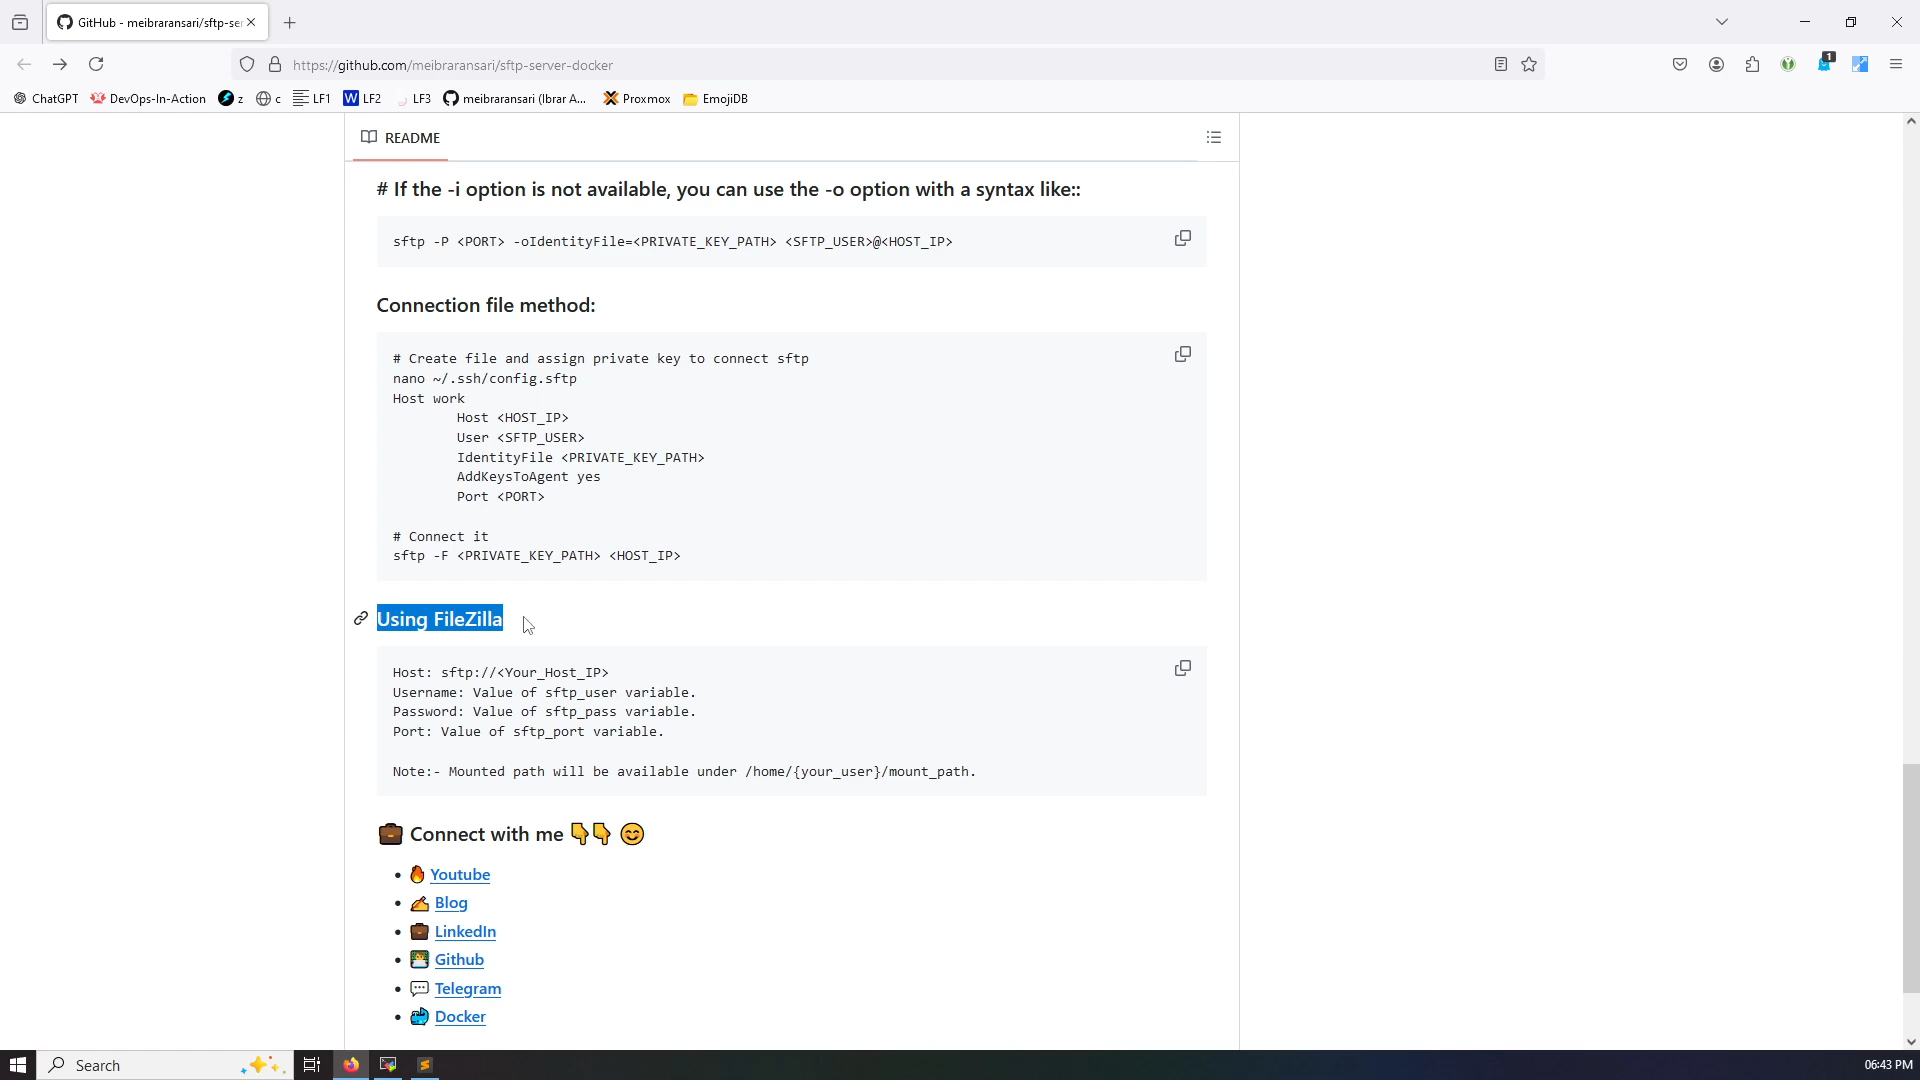 GitHub - meibraransari/sftp-ser
https://github.com/meibraransari/sftp-server-docker
1
ChatGPT
DevOps-In-Action
z
c
LF1
W LF2
LF3
meibraransari (Ibrar A...
Proxmox
EmojiDB
README
# If the -i option is not available, you can use the -o option with a syntax like::
sftp -P <PORT> -oIdentityFile=<PRIVATE_KEY_PATH> <SFTP_USER>@<HOST_IP>
Connection file method:
# Create file and assign private key to connect sftp
nano ~/.ssh/config.sftp
Host work
Host <HOST_IP>
User <SFTP_USER>
IdentityFile <PRIVATE_KEY_PATH>
AddKeysToAgent yes
Port <PORT>
# Connect it
sftp -F <PRIVATE_KEY_PATH> <HOST_IP>
Using FileZilla
Host: sftp://<Your_Host_IP>
Username: Value of sftp_user variable.
Password: Value of sftp_pass variable.
Port: Value of sftp_port variable.
Note:- Mounted path will be available under /home/{your_user}/mount_path.
💼 Connect with me 👇👇 😊
• 🔥 Youtube
• ✍ Blog
• 💼 LinkedIn
• 👨‍💻 Github
• 💬 Telegram
• Docker
Search
06:43 PM